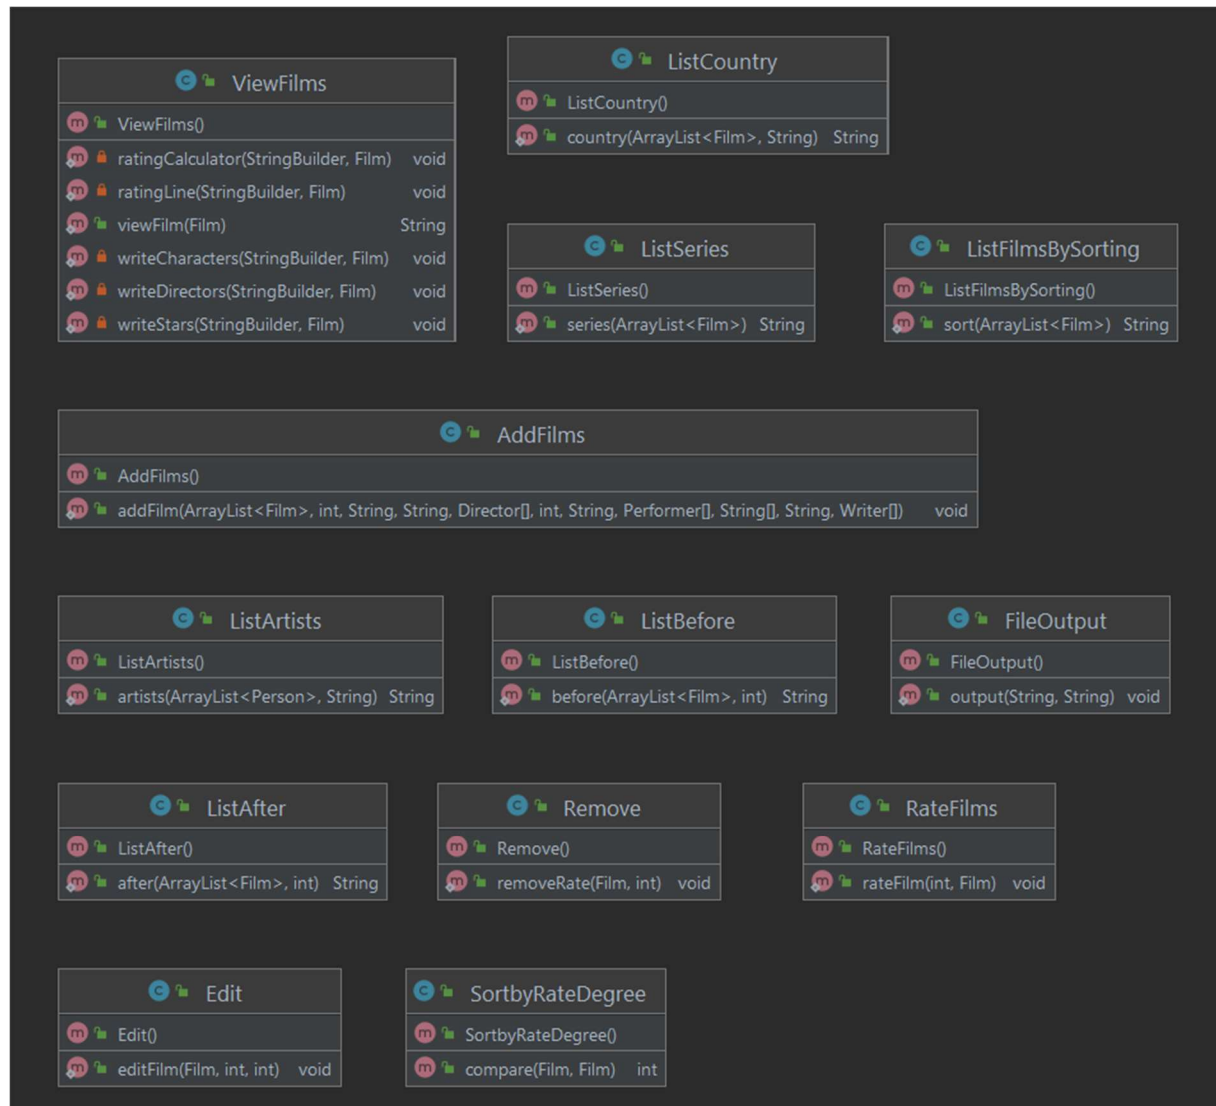 ViewFilms
ViewFilms()
ratingCalculator(StringBuilder, Film) void
ratingLine(StringBuilder, Film) void
viewFilm(Film) String
writeCharacters(StringBuilder, Film) void
writeDirectors(StringBuilder, Film) void
writeStars(StringBuilder, Film) void
ListCountry
ListCountry()
country(ArrayList<Film>, String) String
ListSeries
ListSeries()
series(ArrayList<Film>) String
ListFilmsBySorting
ListFilmsBySorting()
sort(ArrayList<Film>) String
AddFilms
AddFilms()
addFilm(ArrayList<Film>, int, String, String, Director[], int, String, Performer[], String[], String, Writer[]) void
ListArtists
ListArtists()
artists(ArrayList<Person>, String) String
ListBefore
ListBefore()
before(ArrayList<Film>, int) String
FileOutput
FileOutput()
output(String, String) void
ListAfter
ListAfter()
after(ArrayList<Film>, int) String
Remove
Remove()
removeRate(Film, int) void
RateFilms
RateFilms()
rateFilm(int, Film) void
Edit
Edit()
editFilm(Film, int, int) void
SortbyRateDegree
SortbyRateDegree()
compare(Film, Film) int